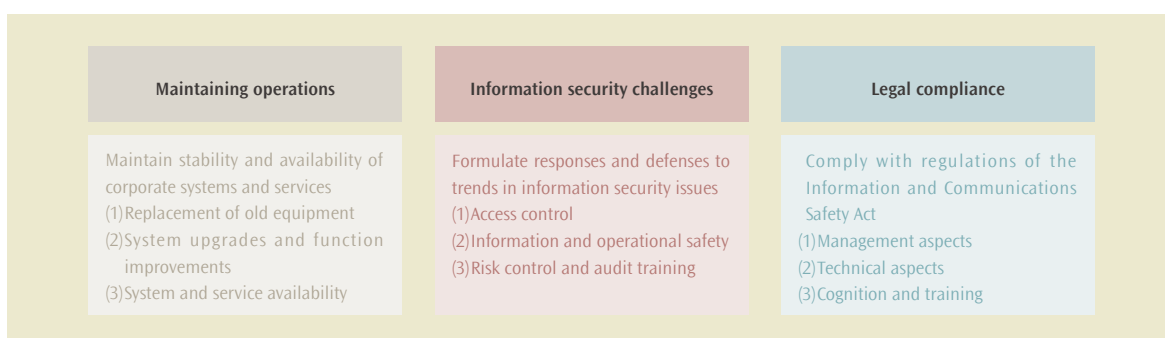 Maintaining operations
Maintain stability and availability of
corporate systems and services
(1)Replacement of old equipment
(2)System upgrades and function
improvements
(3)System and service availability
Information security challenges
Formulate responses and defenses to
trends in information security issues
(1)Access control
(2)Information and operational safety
(3)Risk control and audit training
Legal compliance
Comply with regulations of the
Information and Communications
Safety Act
(1)Management aspects
(2)Technical aspects
(3)Cognition and training